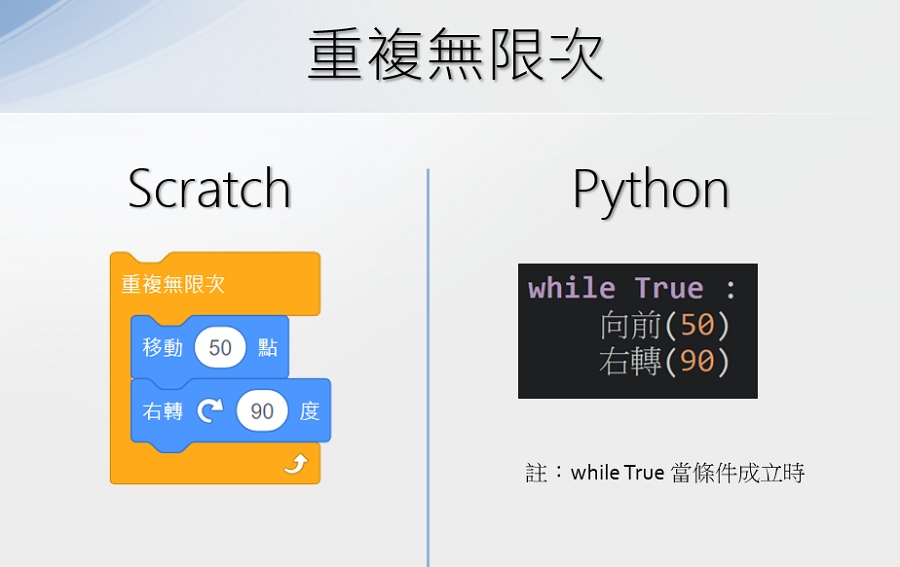 重複無限次
Scratch
重複無限次
移動 50 點
右轉 90 度
Python
while True :
向前(50)
右轉(90)
註：while True 當條件成立時